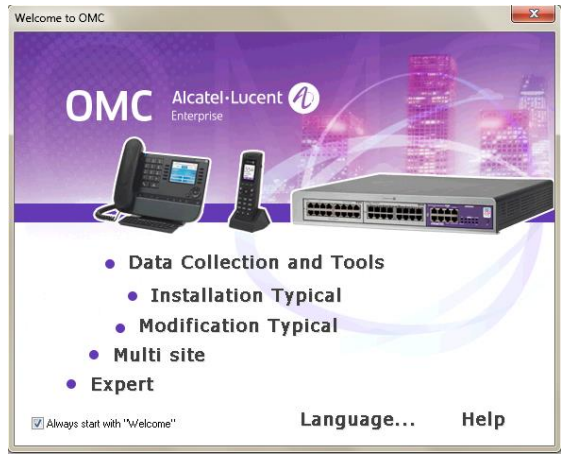 Welcome to OMC
OMC
Alcatel·Lucent
Enterprise
Data Collection and Tools
Installation Typical
Modification Typical
Multi site
Expert
Always start with "Welcome"
Language...
Help